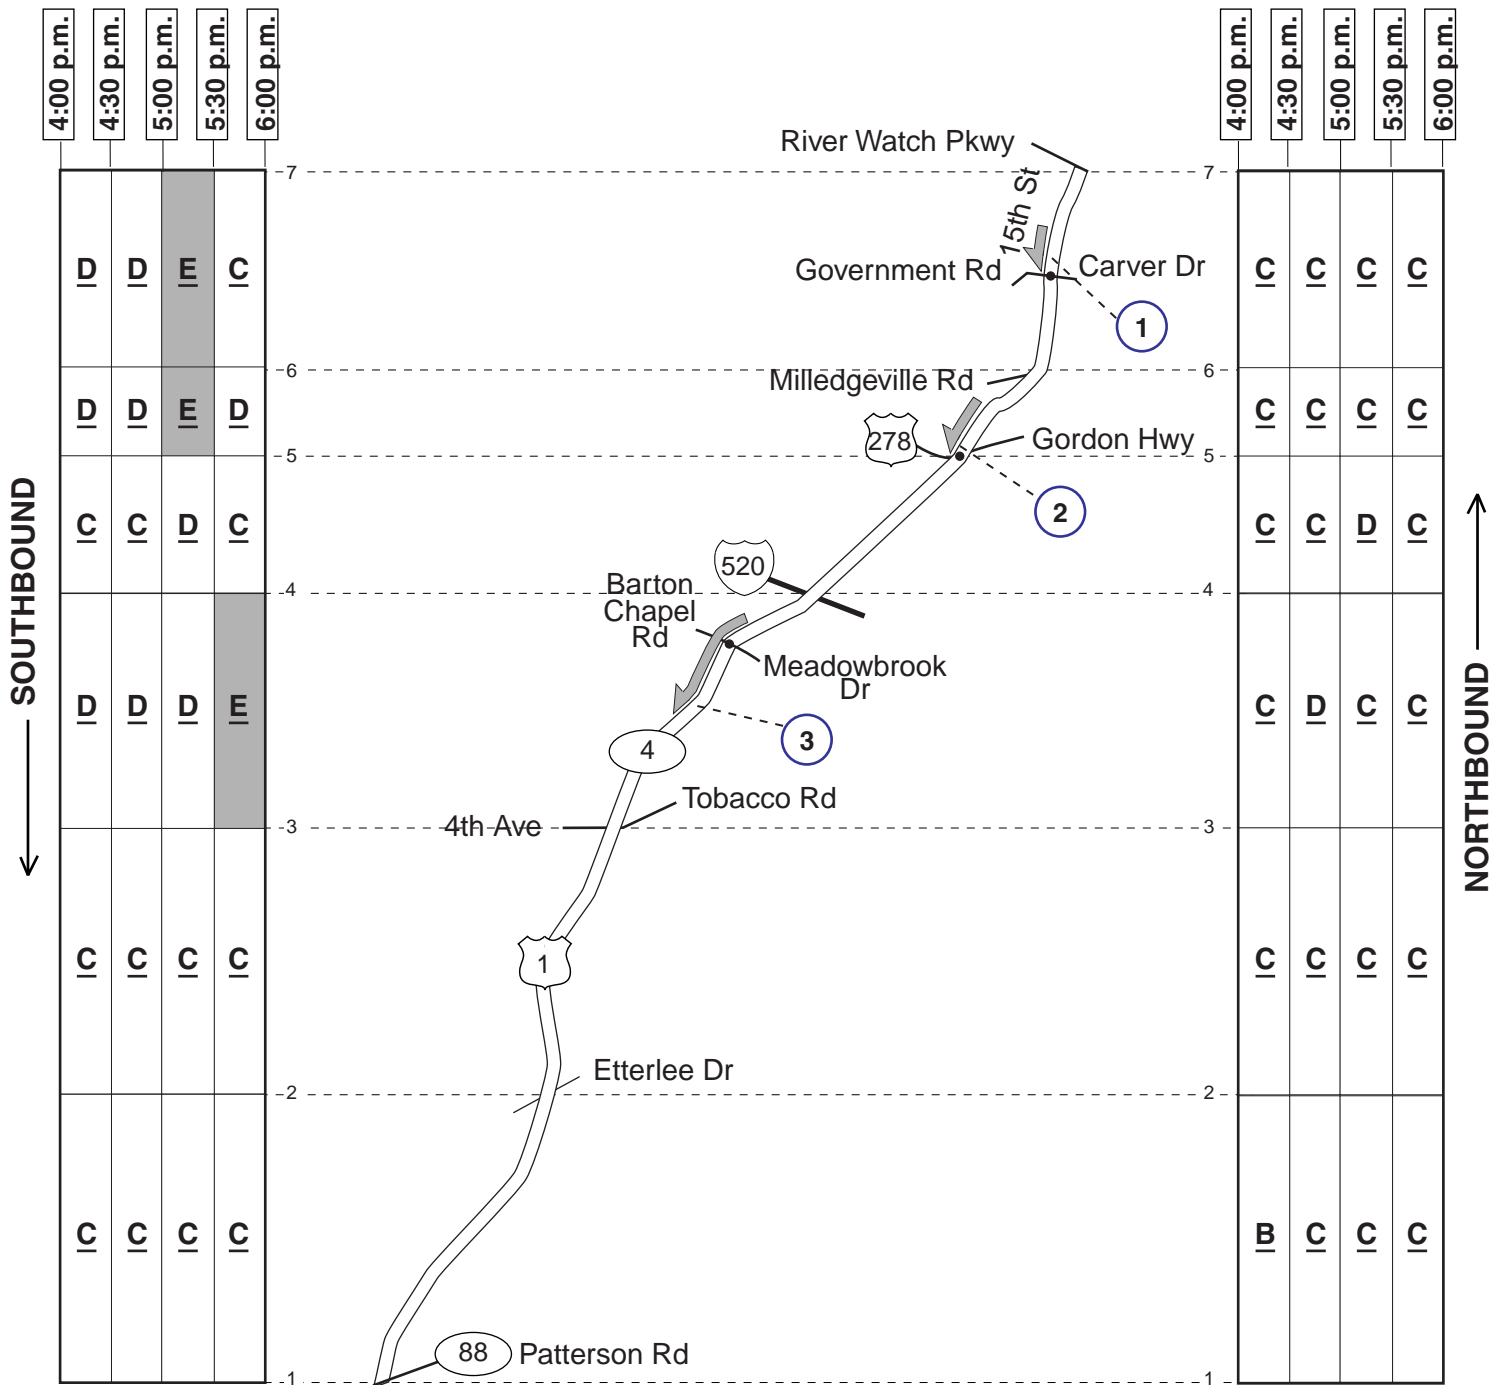 4:00 p.m.
4:30 p.m.
5:00 p.m.
5:30 p.m.
6:00 p.m.
4:00 p.m.
4:30 p.m.
5:00 p.m.
5:30 p.m.
6:00 p.m.
River Watch Pkwy
7
7
15th St
D D E C
Government Rd
Carver Dr
C C C C
1
6
6
Milledgeville Rd
D D E D
278
Gordon Hwy
C C C C
5
5
SOUTHBOUND
C C D C
2
C C D C
520
4
4
Barton
Chapel
Rd
Meadowbrook
Dr
D D D E
3
C D C C
NORTHBOUND
4
Tobacco Rd
4th Ave
3
3
C C C C
1
C C C C
Etterlee Dr
2
2
C C C C
B C C C
88
Patterson Rd
1
1